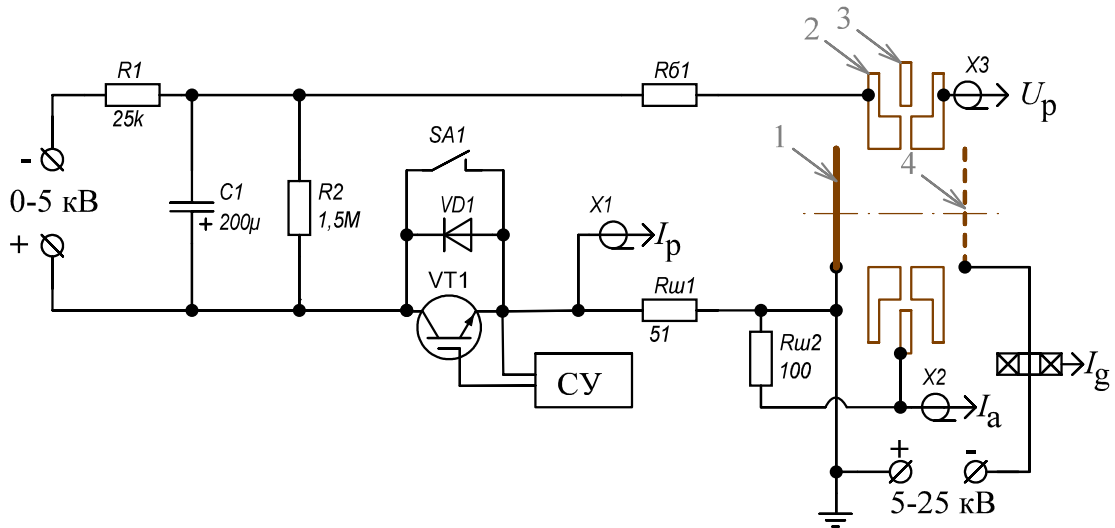 3
2
X3
R1
Rб1
25k
Uр
SA1
1
4
-
0-5 кВ
+
C1
+ 200μ
R2
1,5M
VD1
X1
Iр
VT1
Rш1
51
Rш2
100
СУ
Ig
X2
Iа
+
-
5-25 кВ